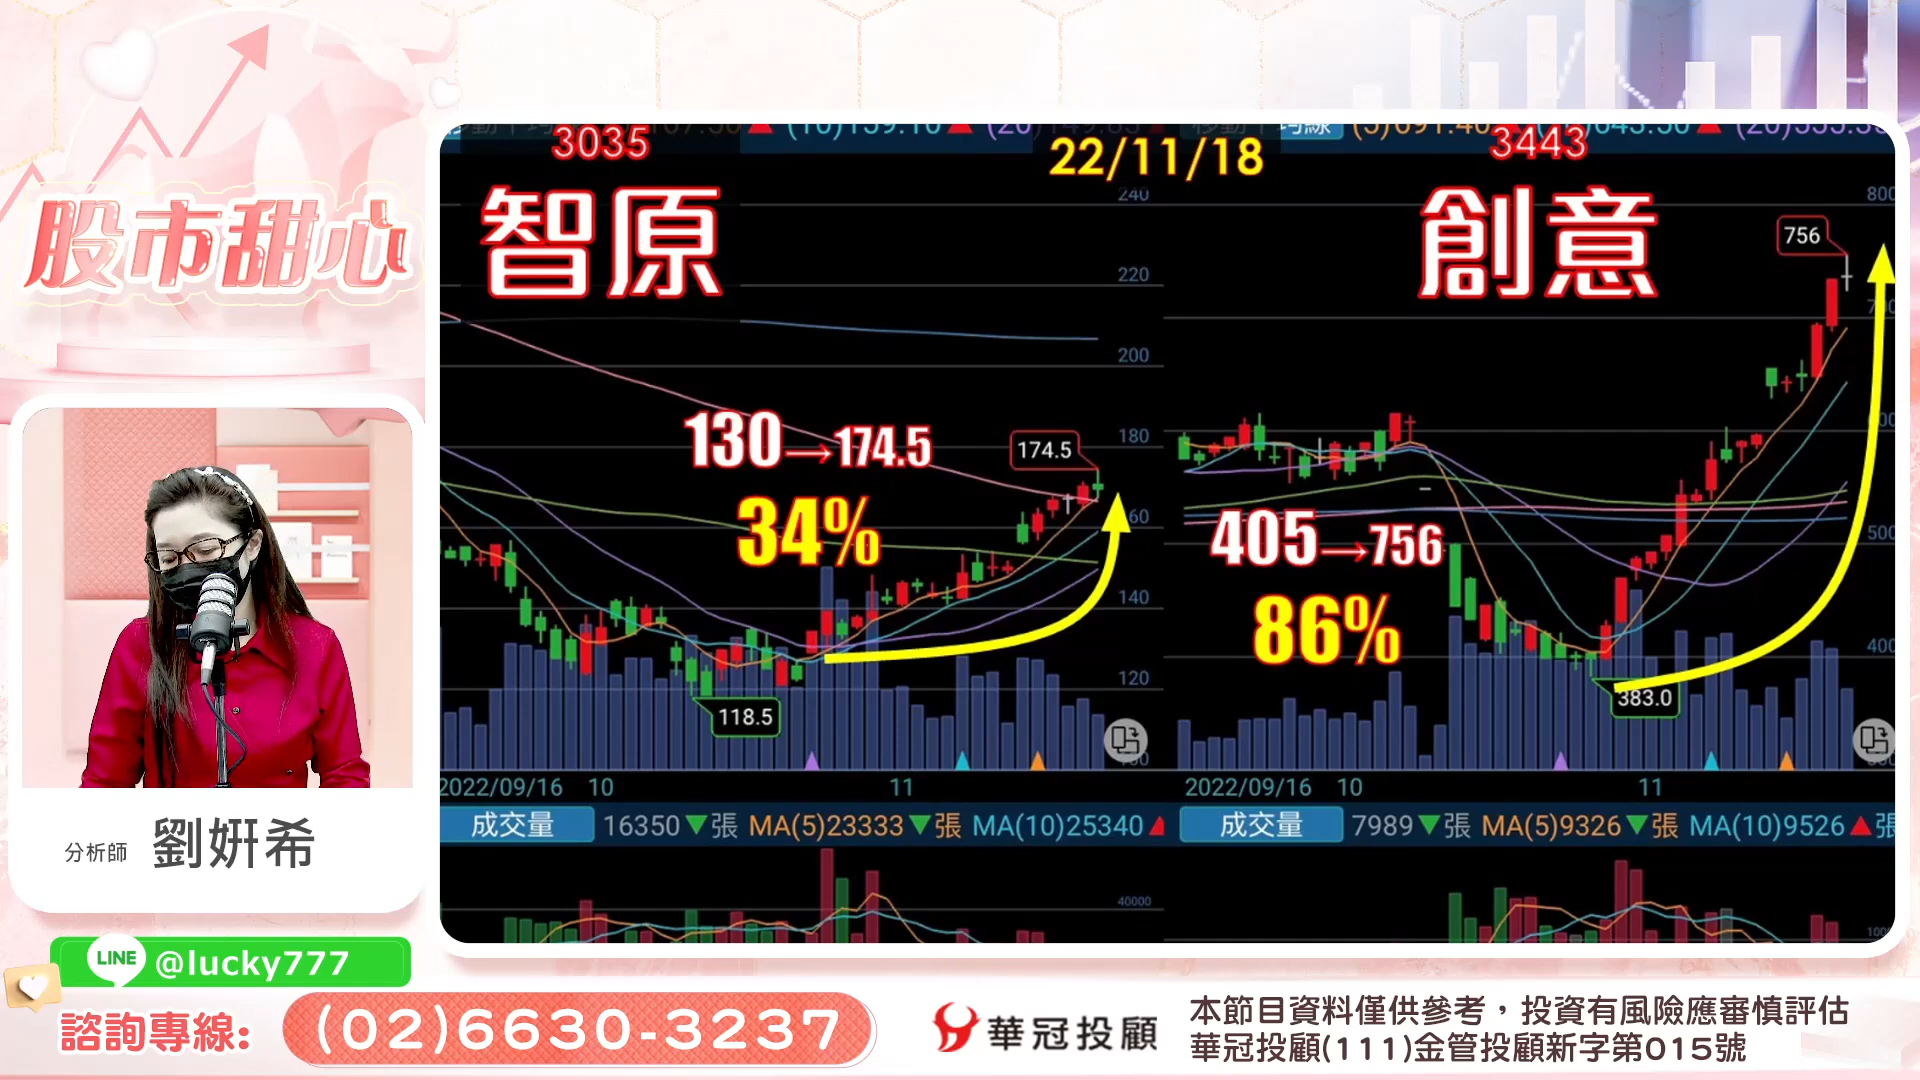 股市甜心
分析師 劉妍希
LINE @lucky777
諮詢專線: (02)6630-3237
華冠投顧
本節目資料僅供參考，投資有風險應審慎評估
華冠投顧(111)金管投顧新字第015號
22/11/18
3035
智原
130→174.5
34%
174.5
118.5
240
220
200
180
160
140
120
2022/09/16 10 11
成交量 16350▼張 MA(5)23333▼張 MA(10)25340▲
40000
3443
創意
405→756
86%
756
383.0
800
500
400
2022/09/16 10 11
成交量 7989▼張 MA(5)9326▼張 MA(10)9526▲張